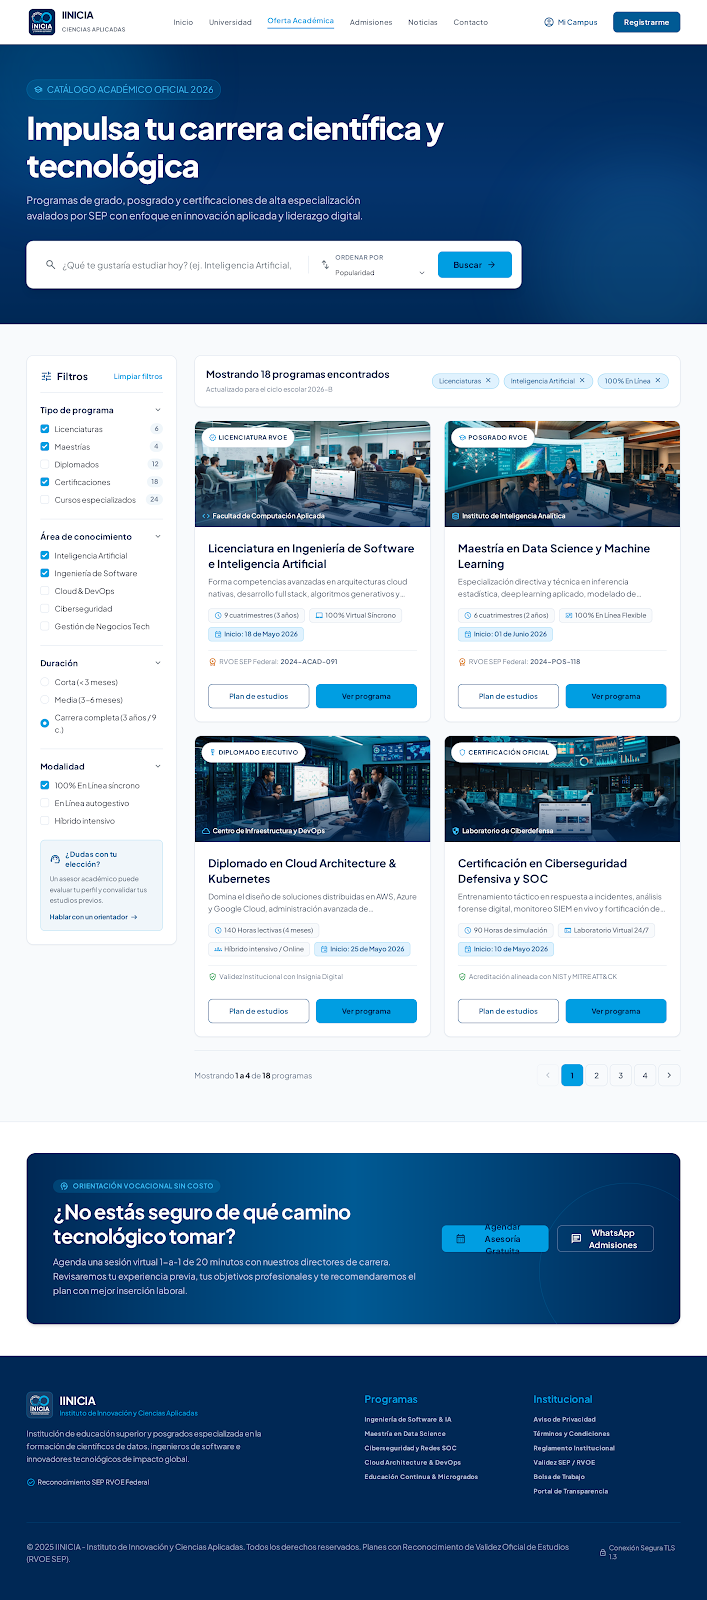 IINICIA
CIENCIAS APLICADAS
Inicio
Universidad
Oferta Académica
Admisiones
Noticias
Contacto
Mi Campus
Registrarme
CATÁLOGO ACADÉMICO OFICIAL 2026
Impulsa tu carrera científica y
tecnológica
Programas de grado, posgrado y certificaciones de alta especialización
avalados por SEP con enfoque en innovación aplicada y liderazgo digital.
¿Qué te gustaría estudiar hoy? (ej. Inteligencia Artificial,
ORDENAR POR
Popularidad
Buscar
Filtros
Limpiar filtros
Tipo de programa
Licenciaturas 6
Maestrías 4
Diplomados 12
Certificaciones 18
Cursos especializados 24
Área de conocimiento
Inteligencia Artificial
Ingeniería de Software
Cloud & DevOps
Ciberseguridad
Gestión de Negocios Tech
Duración
Corta (< 3 meses)
Media (3-6 meses)
Carrera completa (3 años / 9
c.)
Modalidad
100% En Línea síncrono
En Línea autogestivo
Híbrido intensivo
¿Dudas con tu
elección?
Un asesor académico puede
evaluar tu perfil y convalidar tus
estudios previos.
Hablar con un orientador →
Mostrando 18 programas encontrados
Actualizado para el ciclo escolar 2026-B
Licenciaturas ✕
Inteligencia Artificial ✕
100% En Línea ✕
LICENCIATURA RVOE
Facultad de Computación Aplicada
Licenciatura en Ingeniería de Software
e Inteligencia Artificial
Forma competencias avanzadas en arquitecturas cloud
nativas, desarrollo full stack, algoritmos generativos y...
9 cuatrimestres (3 años)
100% Virtual Síncrono
Inicio: 18 de Mayo 2026
RVOE SEP Federal: 2024-ACAD-091
Plan de estudios
Ver programa
POSGRADO RVOE
Instituto de Inteligencia Analítica
Maestría en Data Science y Machine
Learning
Especialización directiva y técnica en inferencia
estadística, deep learning aplicado, modelado de...
6 cuatrimestres (2 años)
100% En Línea Flexible
Inicio: 01 de Junio 2026
RVOE SEP Federal: 2024-POS-118
Plan de estudios
Ver programa
DIPLOMADO EJECUTIVO
Centro de Infraestructura y DevOps
Diplomado en Cloud Architecture &
Kubernetes
Domina el diseño de soluciones distribuidas en AWS, Azure
y Google Cloud, administración avanzada de...
140 Horas lectivas (4 meses)
Híbrido intensivo / Online
Inicio: 25 de Mayo 2026
Validez Institucional con Insignia Digital
Plan de estudios
Ver programa
CERTIFICACIÓN OFICIAL
Laboratorio de Ciberdefensa
Certificación en Ciberseguridad
Defensiva y SOC
Entrenamiento táctico en respuesta a incidentes, análisis
forense digital, monitoreo SIEM en vivo y fortificación de...
90 Horas de simulación
Laboratorio Virtual 24/7
Inicio: 10 de Mayo 2026
Acreditación alineada con NIST y MITRE ATT&CK
Plan de estudios
Ver programa
Mostrando 1 a 4 de 18 programas
1 2 3 4
ORIENTACIÓN VOCACIONAL SIN COSTO
¿No estás seguro de qué camino
tecnológico tomar?
Agenda una sesión virtual 1-a-1 de 20 minutos con nuestros directores de carrera.
Revisaremos tu experiencia previa, tus objetivos profesionales y te recomendaremos el
plan con mejor inserción laboral.
Agendar
Asesoría
Gratuita
WhatsApp
Admisiones
IINICIA
Instituto de Innovación y Ciencias Aplicadas
Institución de educación superior y posgrados especializada en la
formación de científicos de datos, ingenieros de software e
innovadores tecnológicos de impacto global.
Reconocimiento SEP RVOE Federal
Programas
Ingeniería de Software & IA
Maestría en Data Science
Ciberseguridad y Redes SOC
Cloud Architecture & DevOps
Educación Continua & Microgrados
Institucional
Aviso de Privacidad
Términos y Condiciones
Reglamento Institucional
Validez SEP / RVOE
Bolsa de Trabajo
Portal de Transparencia
© 2025 IINICIA - Instituto de Innovación y Ciencias Aplicadas. Todos los derechos reservados. Planes con Reconocimiento de Validez Oficial de Estudios
(RVOE SEP).
Conexión Segura TLS
1.3